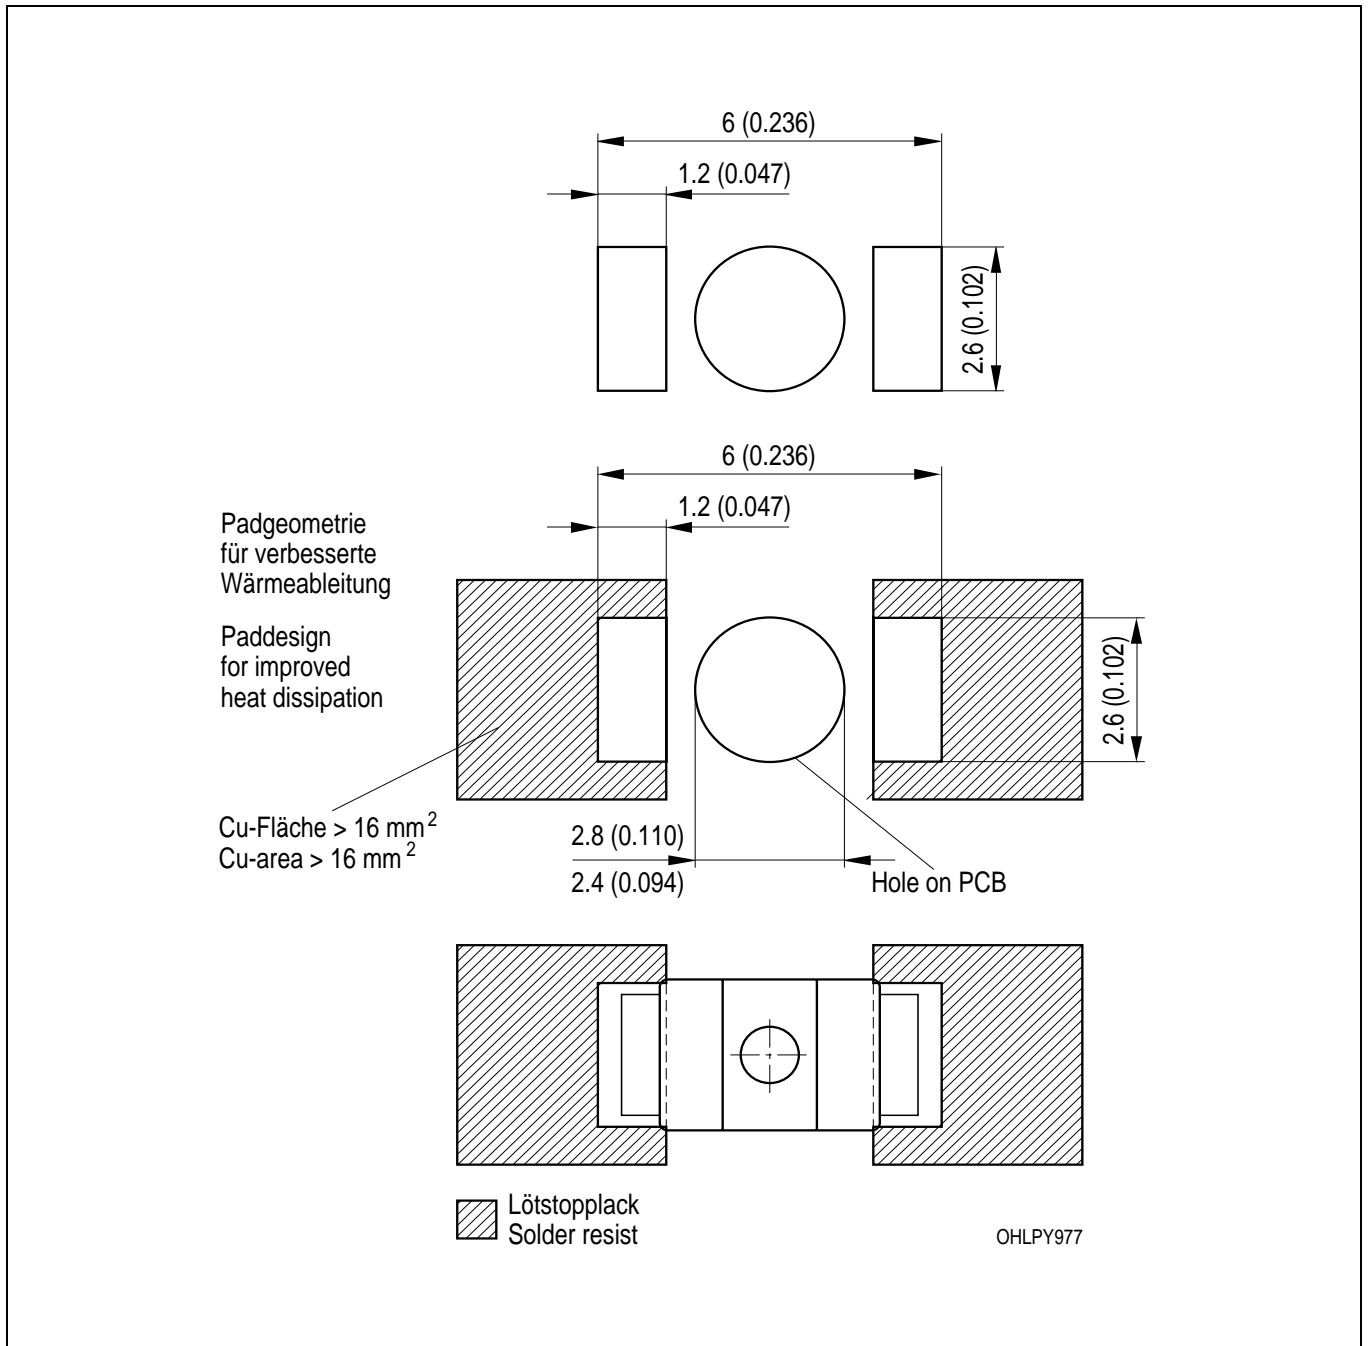 6 (0.236)
1.2 (0.047)
2.6 (0.102)
6 (0.236)
1.2 (0.047)
Padgeometrie
für verbesserte
Wärmeableitung
Paddesign
for improved
heat dissipation
2.6 (0.102)
Cu-Fläche > 16 mm²
Cu-area > 16 mm²
2.8 (0.110)
2.4 (0.094)
Hole on PCB
Lötstopplack
Solder resist
OHLPY977